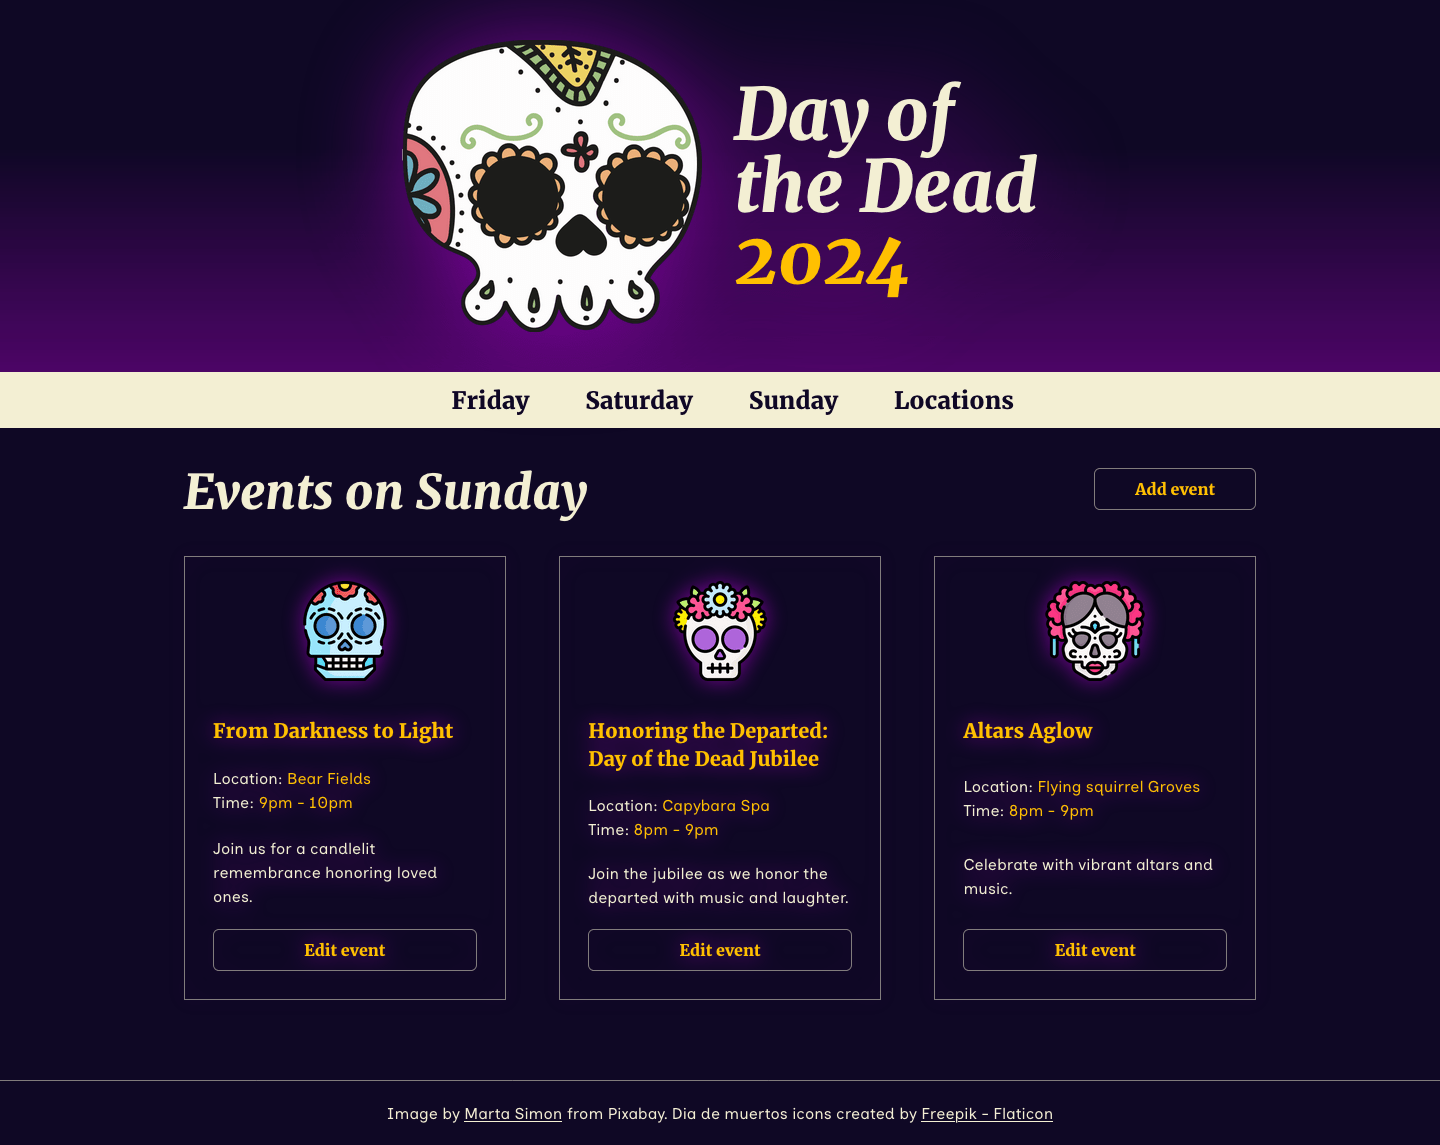 Day of
the Dead
2024
Friday Saturday Sunday Locations
Events on Sunday
Add event
From Darkness to Light
Location: Bear Fields
Time: 9pm - 10pm
Join us for a candlelit
remembrance honoring loved
ones.
Edit event
Honoring the Departed:
Day of the Dead Jubilee
Location: Capybara Spa
Time: 8pm - 9pm
Join the jubilee as we honor the
departed with music and laughter.
Edit event
Altars Aglow
Location: Flying squirrel Groves
Time: 8pm - 9pm
Celebrate with vibrant altars and
music.
Edit event
Image by Marta Simon from Pixabay. Dia de muertos icons created by Freepik - Flaticon